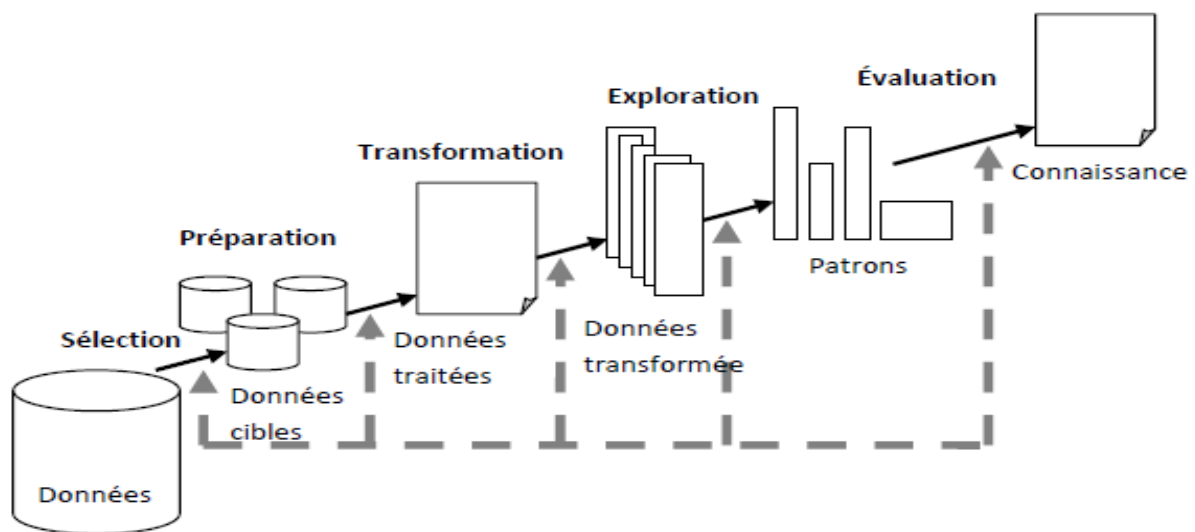 Évaluation
Exploration
Transformation
Connaissance
Préparation
Patrons
Sélection
Données
traitées
Données
transformée
Données
cibles
Données